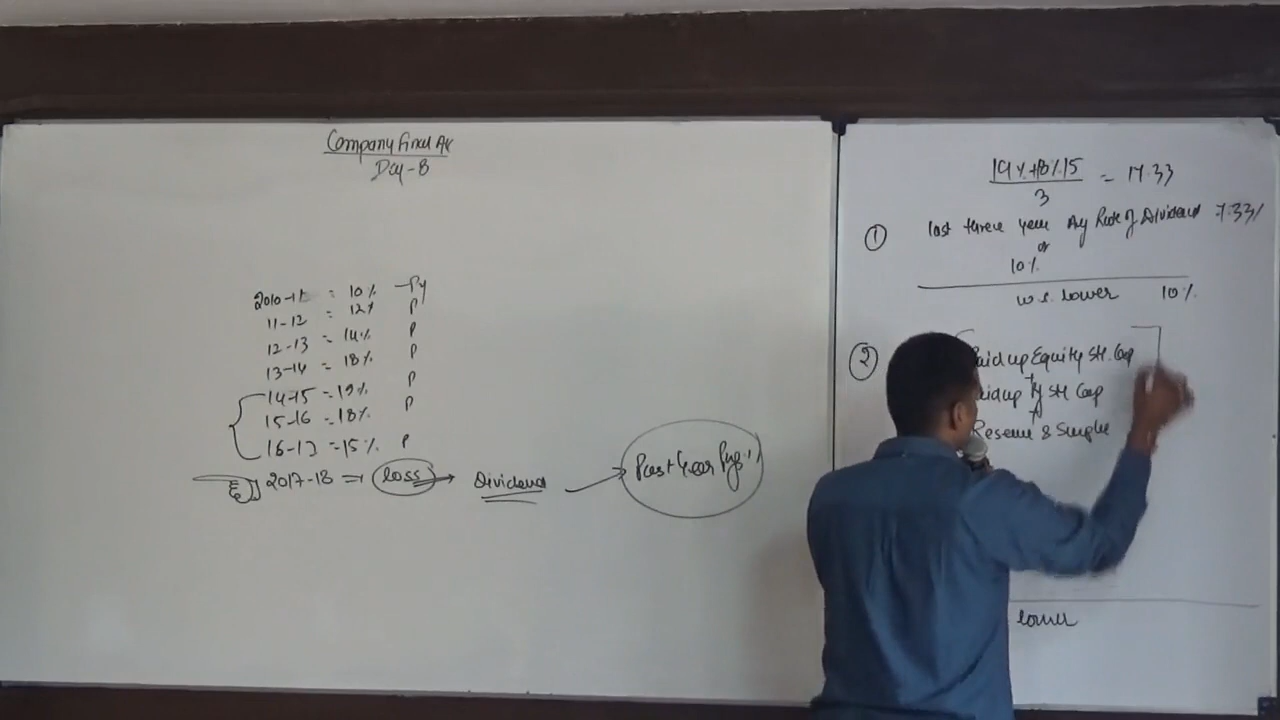 Company Final A/c
Day-8
2010-11 = 10% -Py
11-12 = 12% P
12-13 = 14% P
13-14 = 18% P
14-15 = 19% P
15-16 = 18% P
16-17 = 15% P
2017-18 => loss → Dividend → Past Year
19%+18%.15
3
= 17.33
① last three year Avg Rate of Dividend 7.33%
or
10%
w.e. lower 10%
② Paid up Equity SH. Cap
+
Paid up Py SH Cap
+
Reserve & Surplus
lower